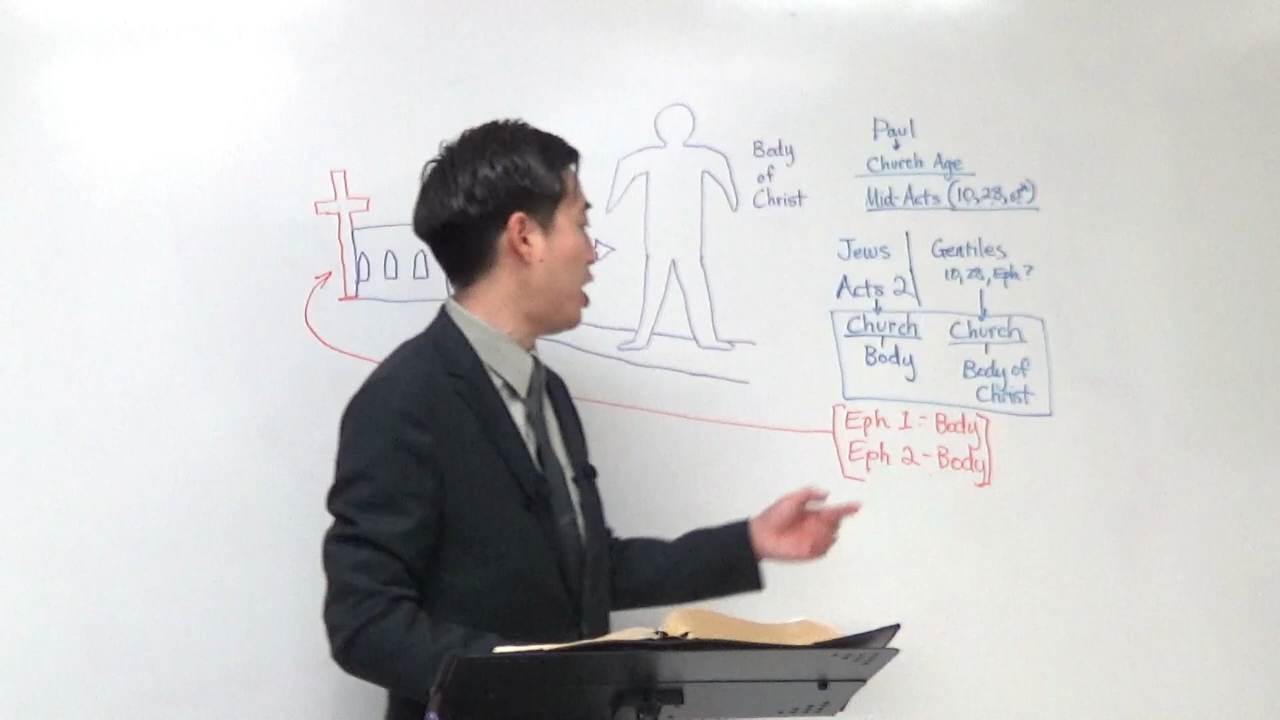 Body
of
Christ
Paul
Church Age
Mid-Acts (10, 28,
Jews
Acts 2
Gentiles
10, 28, Eph?
Church
Body
Church
Body of
Christ
Eph 1 - Body
Eph 2 - Body